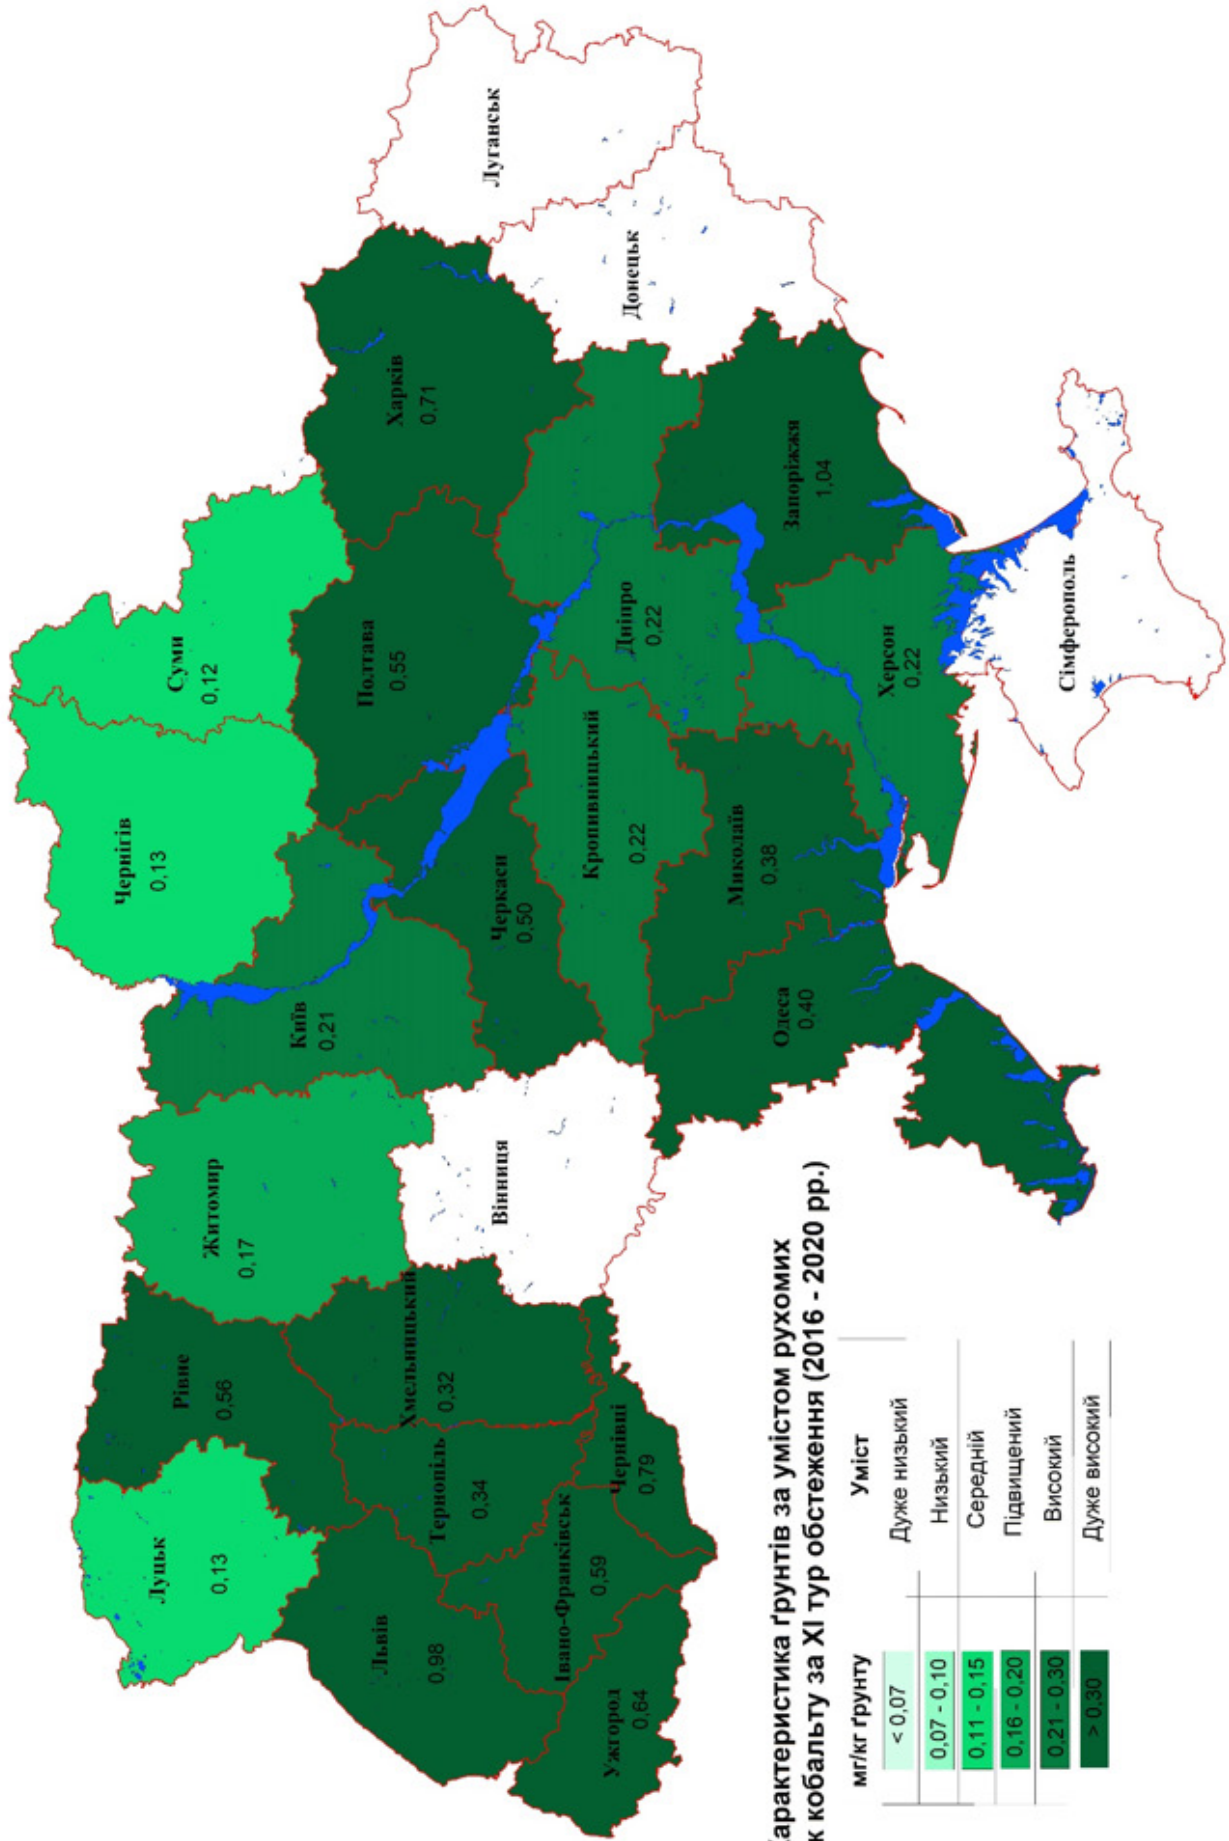 Луцьк
0,13
Рівне
0,56
Житомир
0,17
Чернігів
0,13
Суми
0,12
Київ
0,21
Львів
0,98
Тернопіль
0,34
Хмельницький
0,32
Вінниця
Черкаси
0,50
Полтава
0,55
Харків
0,71
Луганськ
Ужгород
0,64
Івано-Франківськ
0,59
Чернівці
0,79
Кропивницький
0,22
Дніпро
0,22
Донецьк
Одеса
0,40
Миколаїв
0,38
Херсон
0,22
Запоріжжя
1,04
Сімферополь
арактеристика ґрунтів за умістом рухомих
к кобальту за XI тур обстеження (2016 - 2020 рр.)
мг/кг ґрунту Уміст
< 0,07 Дуже низький
0,07 - 0,10 Низький
0,11 - 0,15 Середній
0,16 - 0,20 Підвищений
0,21 - 0,30 Високий
> 0,30 Дуже високий